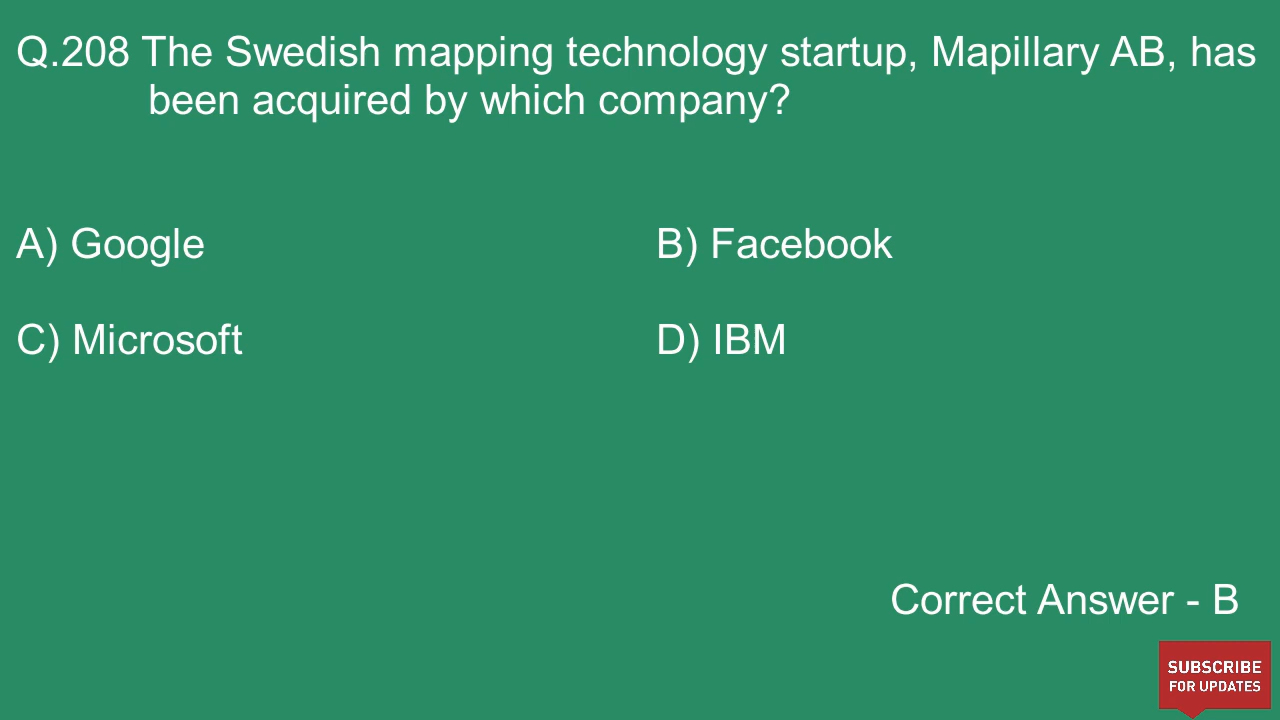 Q.208 The Swedish mapping technology startup, Mapillary AB, has
been acquired by which company?
A) Google
B) Facebook
C) Microsoft
D) IBM
Correct Answer - B
SUBSCRIBE
FOR UPDATES